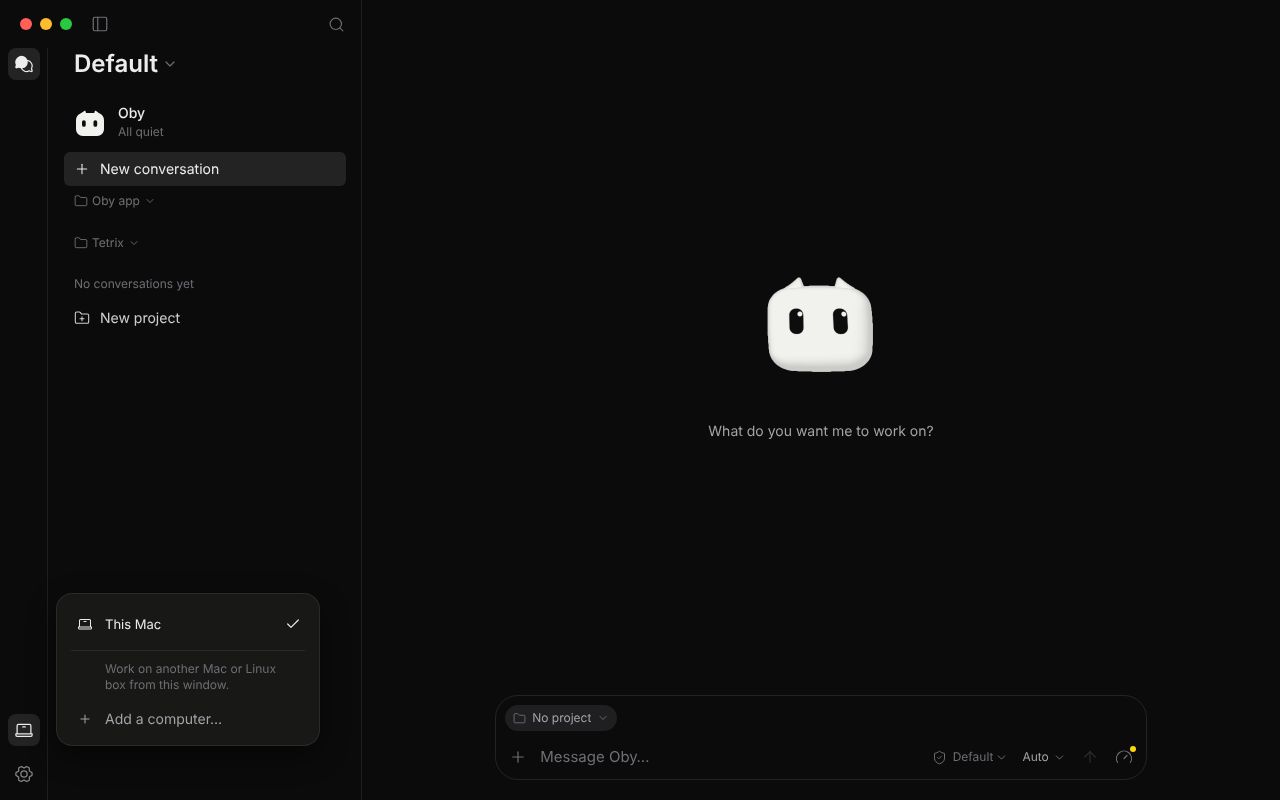 Default
Oby
All quiet
New conversation
Oby app
Tetrix
No conversations yet
New project
What do you want me to work on?
This Mac
Work on another Mac or Linux
box from this window.
Add a computer...
No project
Message Oby...
Default
Auto